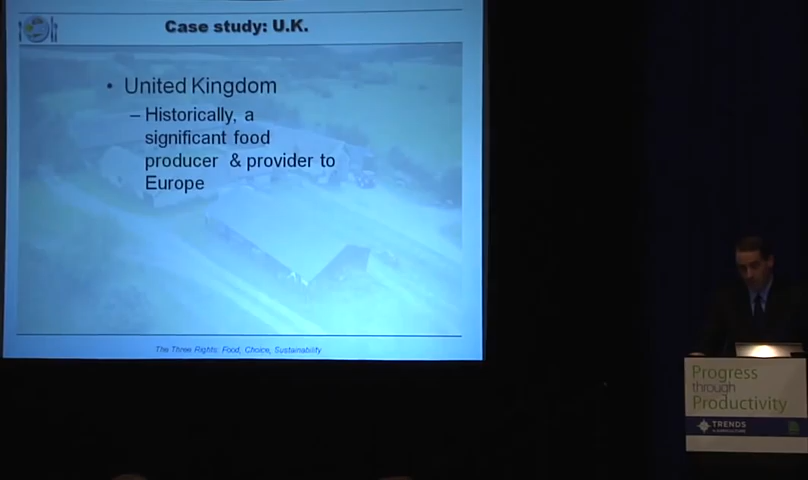 Case study: U.K.
• United Kingdom
– Historically, a
significant food
producer & provider to
Europe
The Three Rights: Food, Choice, Sustainability
Progress
through
Productivity
TRENDS